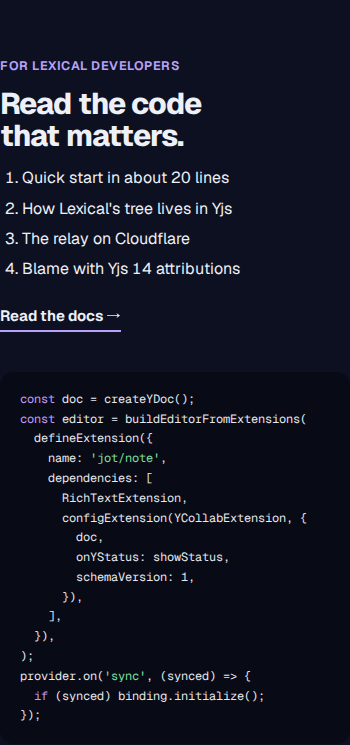 FOR LEXICAL DEVELOPERS
Read the code
that matters.
1. Quick start in about 20 lines
2. How Lexical's tree lives in Yjs
3. The relay on Cloudflare
4. Blame with Yjs 14 attributions
Read the docs →
const doc = createYDoc();
const editor = buildEditorFromExtensions(
  defineExtension({
    name: 'jot/note',
    dependencies: [
      RichTextExtension,
      configExtension(YCollabExtension, {
        doc,
        onYStatus: showStatus,
        schemaVersion: 1,
      }),
    ],
  }),
);
provider.on('sync', (synced) => {
  if (synced) binding.initialize();
});